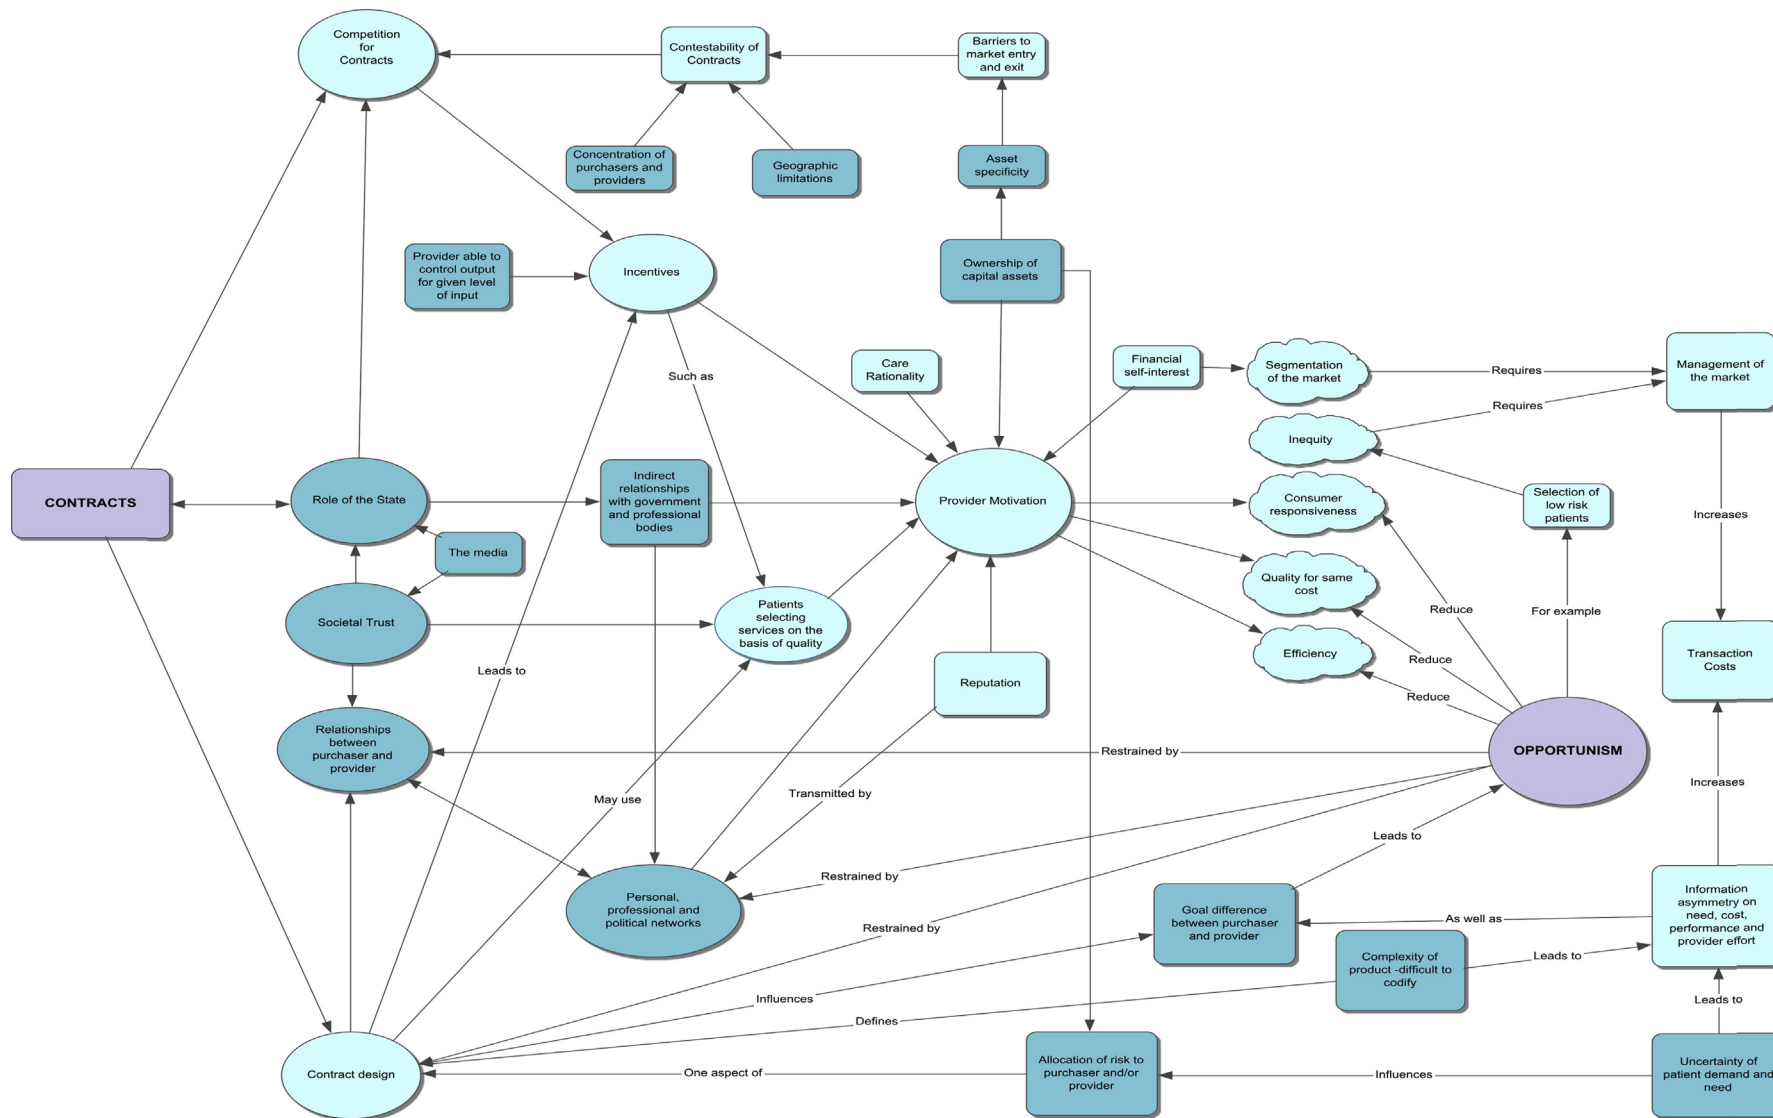 Competition
for
Contracts
Contestability of
Contracts
Barriers to
market entry
and exit
Concentration of
purchasers and
providers
Geographic
limitations
Asset
specificity
Provider able to
control output
for given level
of input
Incentives
Ownership of
capital assets
Such as
Care
Rationality
Financial
self-interest
Segmentation
of the market
Requires
Management of
the market
Requires
Inequity
CONTRACTS
Role of the State
Indirect
relationships
with government
and professional
bodies
Provider Motivation
Consumer
responsiveness
Selection of
low risk
patients
Increases
The media
Quality for same
cost
Reduce
For example
Societal Trust
Patients
selecting
services on the
basis of quality
Efficiency
Reduce
Transaction
Costs
Leads to
Reputation
Reduce
Relationships
between
purchaser and
provider
Restrained by
OPPORTUNISM
May use
Transmitted by
Increases
Leads to
Restrained by
Personal,
professional and
political networks
Restrained by
Goal difference
between purchaser
and provider
As well as
Information
asymmetry on
need, cost,
performance and
provider effort
Complexity of
product -difficult to
codify
Leads to
Influences
Defines
Leads to
Contract design
One aspect of
Allocation of risk to
purchaser and/or
provider
Influences
Uncertainty of
patient demand and
need